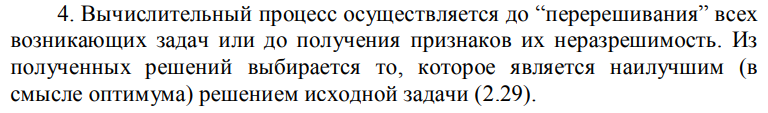 4. Вычислительный процесс осуществляется до “перерешивания” всех
возникающих задач или до получения признаков их неразрешимость. Из
полученных решений выбирается то, которое является наилучшим (в
смысле оптимума) решением исходной задачи (2.29).